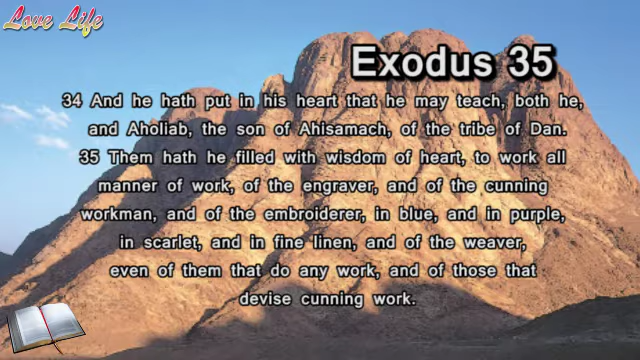 Love Life
Exodus 35
34 And he hath put in his heart that he may teach, both he,
and Aholiab, the son of Ahisamach, of the tribe of Dan.
35 Them hath he filled with wisdom of heart, to work all
manner of work, of the engraver, and of the cunning
workman, and of the embroiderer, in blue, and in purple,
in scarlet, and in fine linen, and of the weaver,
even of them that do any work, and of those that
devise cunning work.